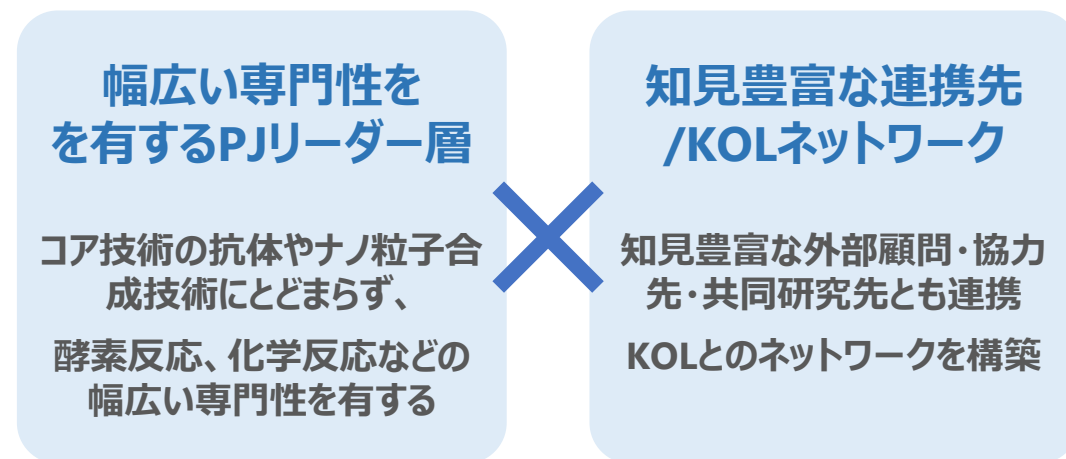 幅広い専門性を
を有するPJリーダー層
コア技術の抗体やナノ粒子合
成技術にとどまらず、
酵素反応、化学反応などの
幅広い専門性を有する
知見豊富な連携先
/KOLネットワーク
知見豊富な外部顧問・協力
先・共同研究先とも連携
KOLとのネットワークを構築